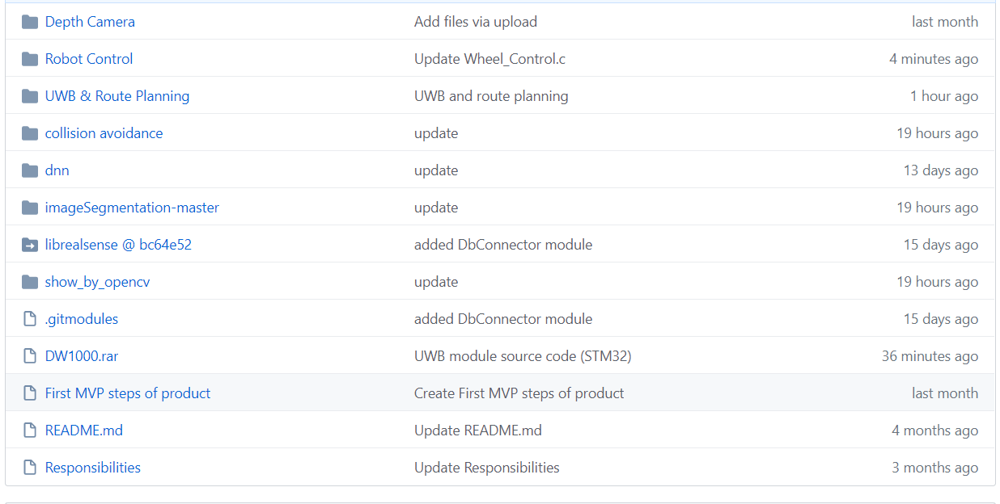 Depth Camera Add files via upload last month
Robot Control Update Wheel_Control.c 4 minutes ago
UWB & Route Planning UWB and route planning 1 hour ago
collision avoidance update 19 hours ago
dnn update 13 days ago
imageSegmentation-master update 19 hours ago
librealsense @ bc64e52 added DbConnector module 15 days ago
show_by_opencv update 19 hours ago
.gitmodules added DbConnector module 15 days ago
DW1000.rar UWB module source code (STM32) 36 minutes ago
First MVP steps of product Create First MVP steps of product last month
README.md Update README.md 4 months ago
Responsibilities Update Responsibilities 3 months ago